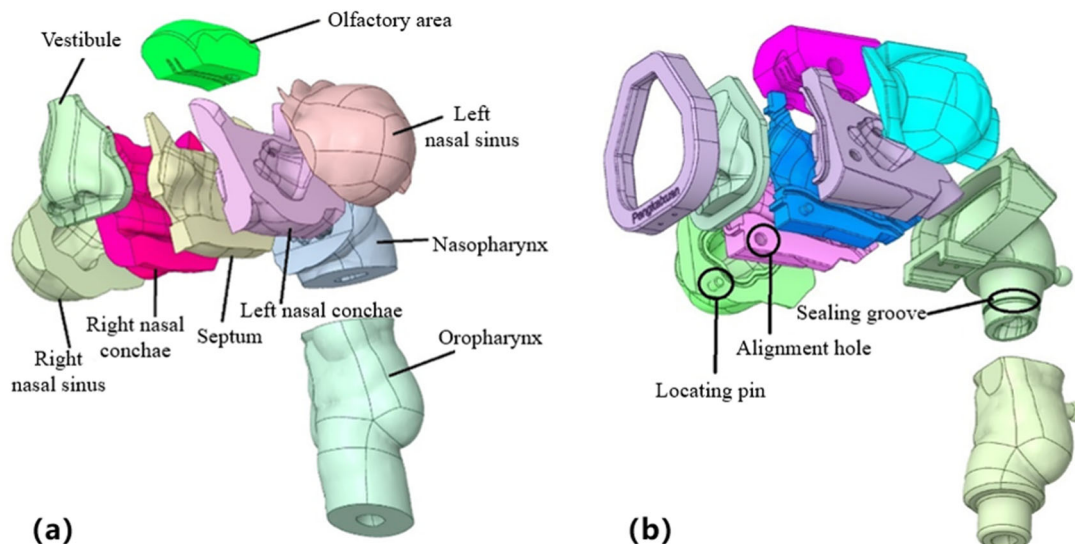 Olfactory area
Vestibule
Left
nasal sinus
Nasopharynx
Left nasal conchae
Septum
Right nasal
conchae
Right
nasal sinus
Oropharynx
(a)
Sealing groove
Alignment hole
Locating pin
(b)